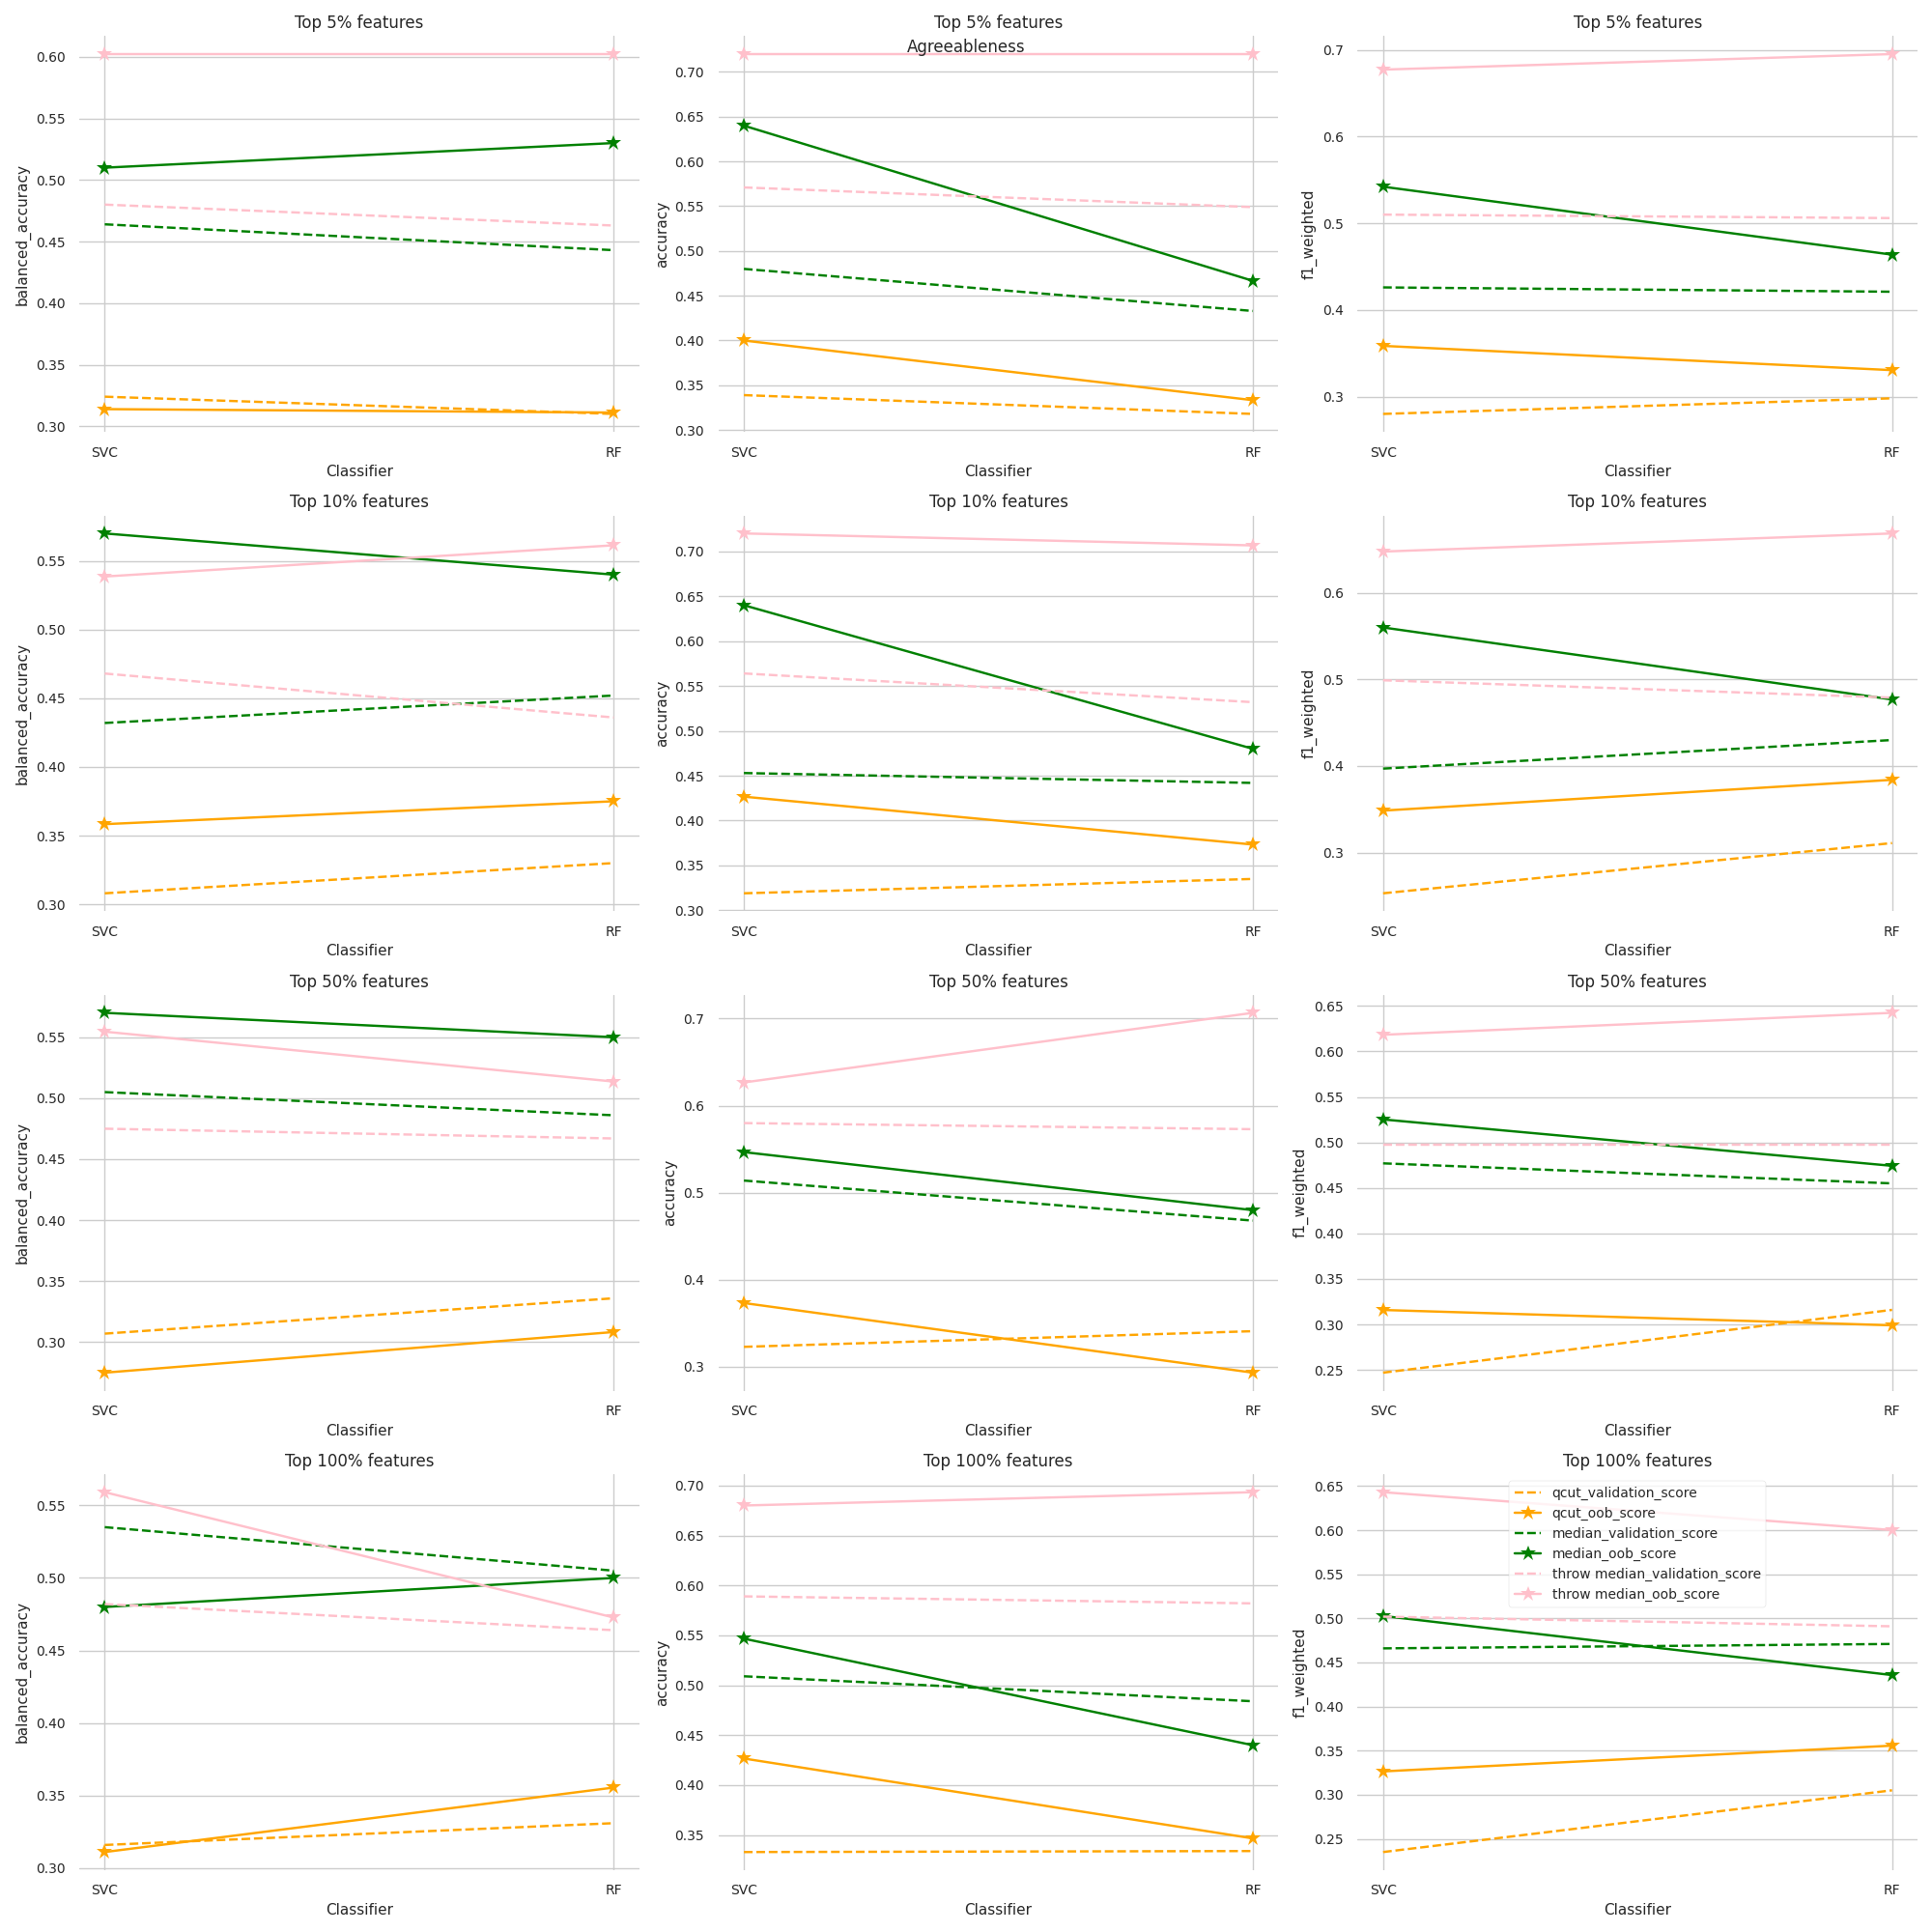 Top 5% features
0.60
0.55
0.50
0.45
0.40
0.35
0.30
balanced_accuracy
SVC
RF
Classifier
Top 5% features
Agreeableness
0.70
0.65
0.60
0.55
0.50
0.45
0.40
0.35
0.30
accuracy
SVC
RF
Classifier
Top 5% features
0.7
0.6
0.5
0.4
0.3
f1_weighted
SVC
RF
Classifier
Top 10% features
0.55
0.50
0.45
0.40
0.35
0.30
balanced_accuracy
SVC
RF
Classifier
Top 10% features
0.70
0.65
0.60
0.55
0.50
0.45
0.40
0.35
0.30
accuracy
SVC
RF
Classifier
Top 10% features
0.6
0.5
0.4
0.3
f1_weighted
SVC
RF
Classifier
Top 50% features
0.55
0.50
0.45
0.40
0.35
0.30
balanced_accuracy
SVC
RF
Classifier
Top 50% features
0.7
0.6
0.5
0.4
0.3
accuracy
SVC
RF
Classifier
Top 50% features
0.65
0.60
0.55
0.50
0.45
0.40
0.35
0.30
0.25
f1_weighted
SVC
RF
Classifier
Top 100% features
0.55
0.50
0.45
0.40
0.35
0.30
balanced_accuracy
SVC
RF
Classifier
Top 100% features
0.70
0.65
0.60
0.55
0.50
0.45
0.40
0.35
accuracy
SVC
RF
Classifier
Top 100% features
0.65
0.60
0.55
0.50
0.45
0.40
0.35
0.30
0.25
f1_weighted
qcut_validation_score
qcut_oob_score
median_validation_score
median_oob_score
throw median_validation_score
throw median_oob_score
SVC
RF
Classifier